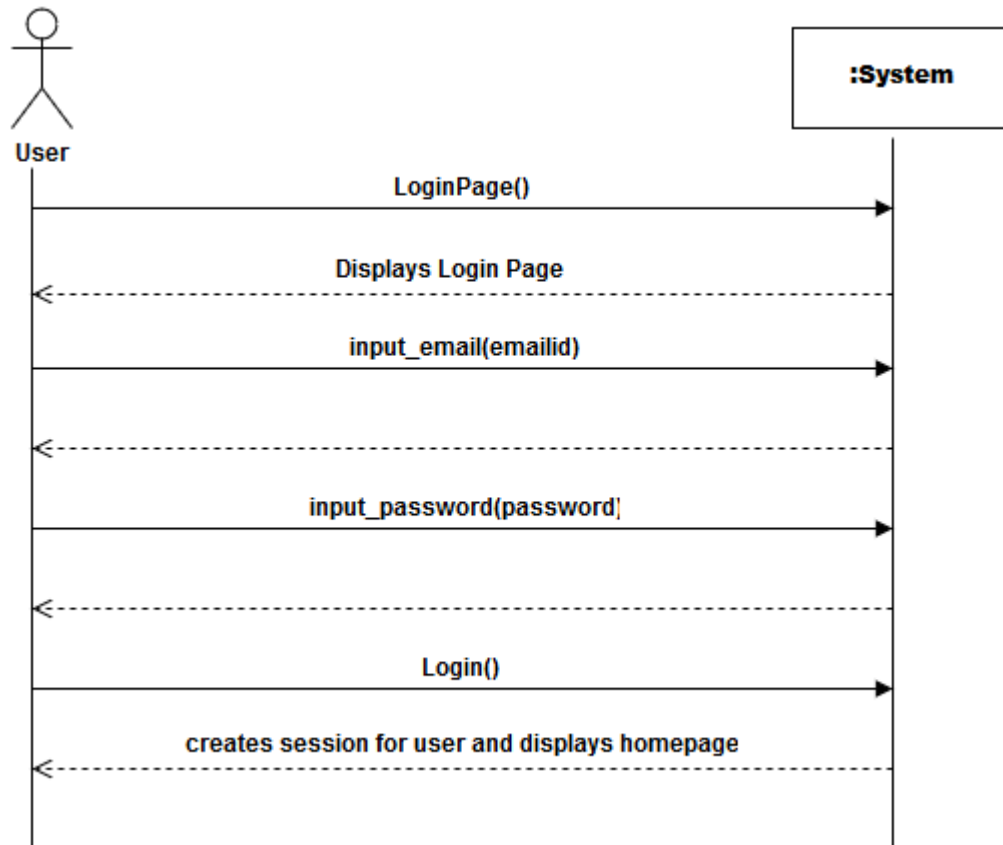 :System
User
LoginPage()
Displays Login Page
input_email(emailid)
input_password(password)
Login()
creates session for user and displays homepage